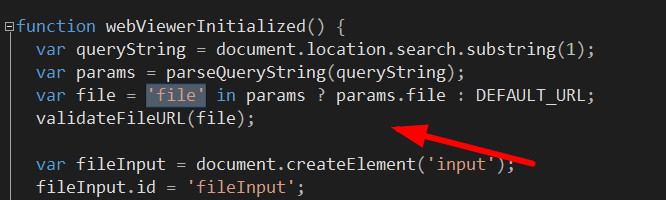 function webViewerInitialized() {
var queryString = document.location.search.substring(1);
var params = parseQueryString(queryString);
var file = 'file' in params ? params.file : DEFAULT_URL;
validateFileURL(file);
var fileInput = document.createElement('input');
fileInput.id = 'fileInput';